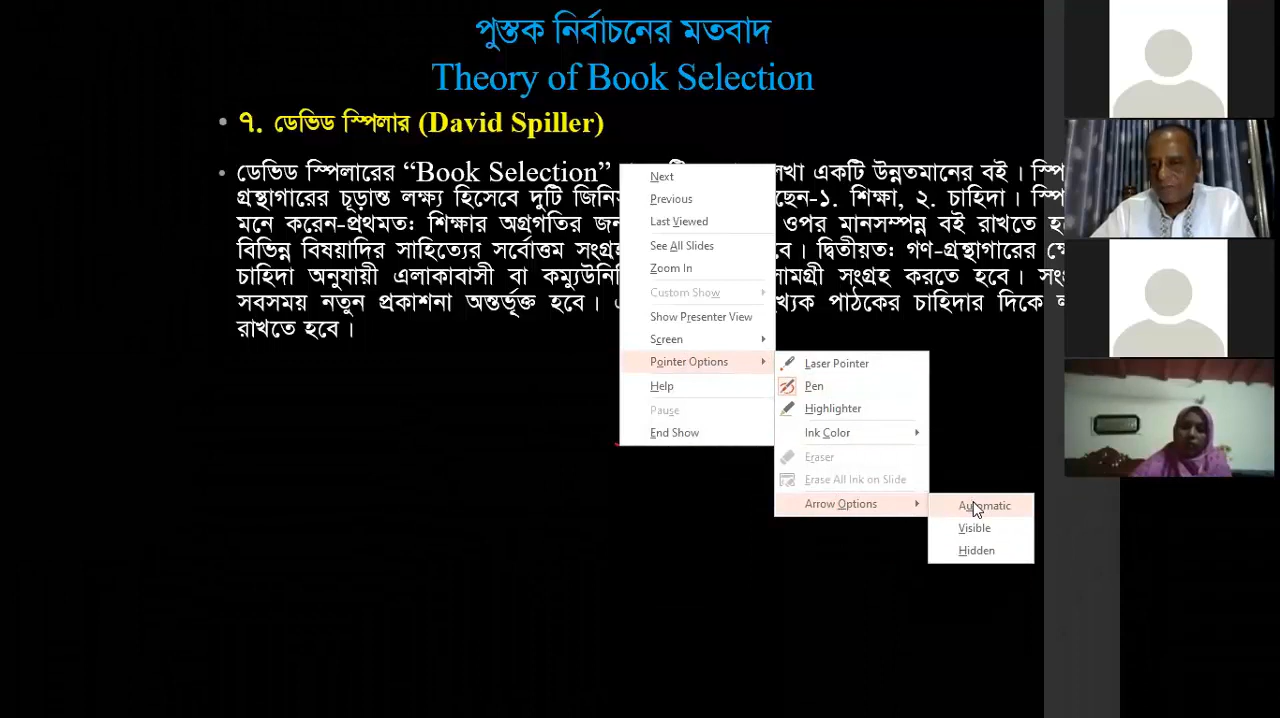 পুস্তক নির্বাচনের মতবাদ
Theory of Book Selection
• ৭. ডেভিড স্পিলার (David Spiller)
• ডেভিড স্পিলারের “Book Selection” লেখা একটি উন্নতমানের বই।
গ্রন্থাগারের চূড়ান্ত লক্ষ্য হিসেবে দুটি ১. শিক্ষা, ২. চাহিদা।
মনে করেন-প্রথমত: শিক্ষার অগ্রগতির ওপর মানসম্পন্ন বই রাখতে
বিভিন্ন বিষয়াদির সাহিত্যের সর্বোত্তম দ্বিতীয়ত: গণ-গ্রন্থাগারের
চাহিদা অনুযায়ী এলাকাবাসী বা সংগ্রহ করতে হবে।
সবসময় নতুন প্রকাশনা অন্তর্ভূক্ত হবে। পাঠকের চাহিদার দিকে
রাখতে হবে।
Next
Previous
Last Viewed
See All Slides
Zoom In
Custom Show
Show Presenter View
Screen
Pointer Options
Help
Pause
End Show
Laser Pointer
Pen
Highlighter
Ink Color
Eraser
Erase All Ink on Slide
Arrow Options
Automatic
Visible
Hidden